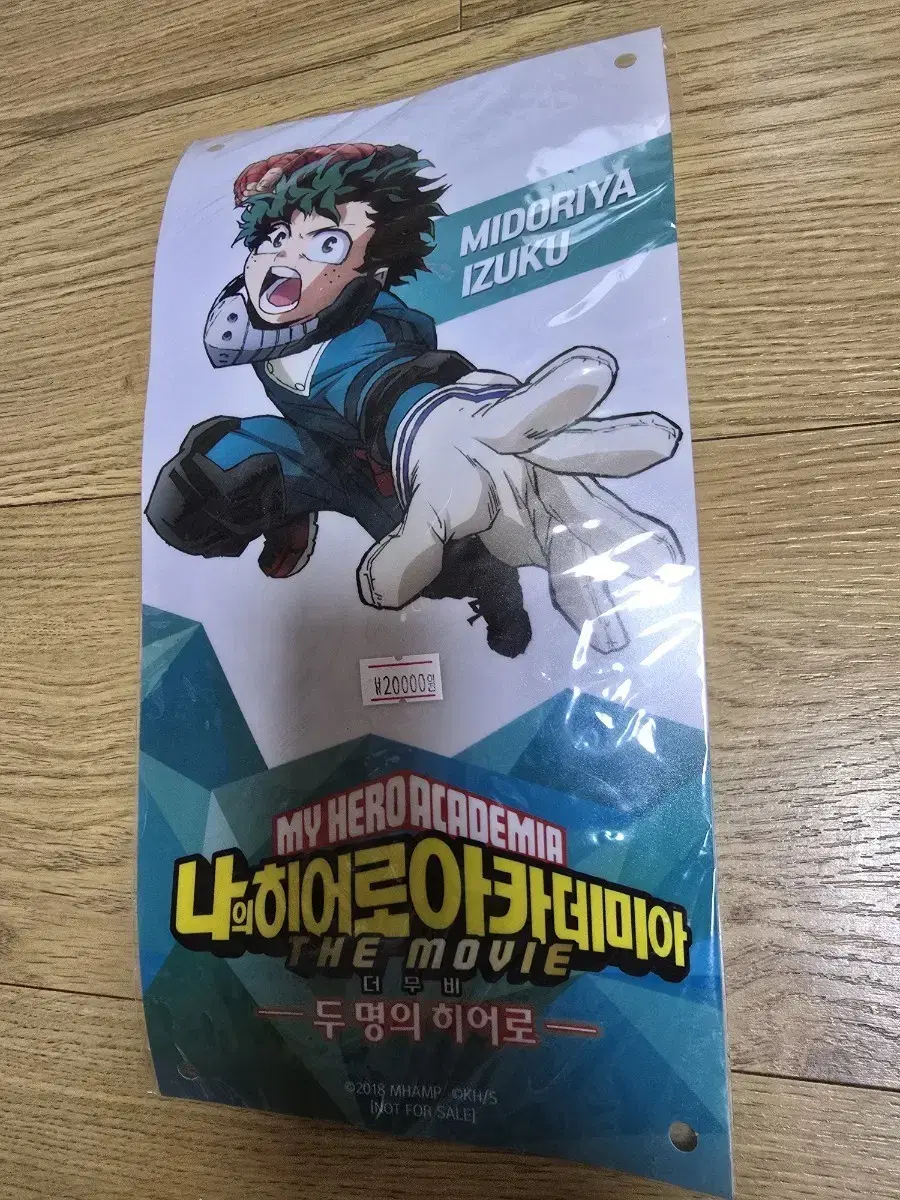 MIDORIYA
IZUKU
₩20000원
MY HERO ACADEMIA
나의 히어로 아카데미아
THE MOVIE
더 무비
두 명의 히어로
©2018 MHAMP ©KH/S
[NOT FOR SALE]